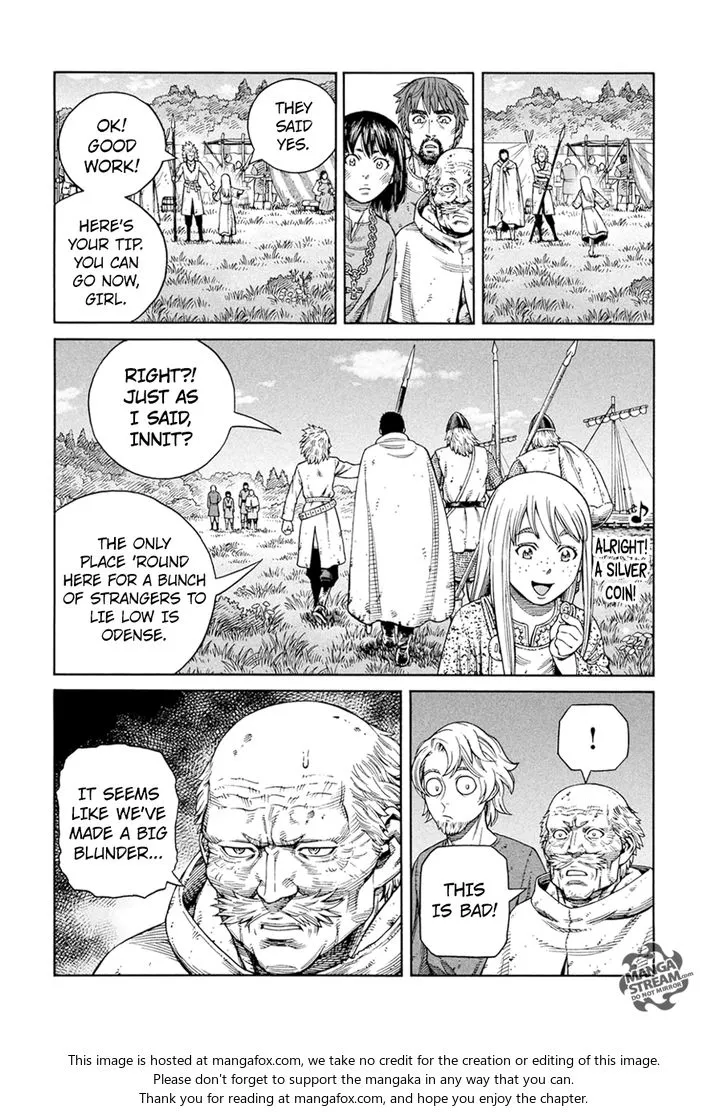 THEY
SAID
YES.
OK!
GOOD
WORK!
HERE'S
YOUR TIP.
YOU CAN
GO NOW,
GIRL.
RIGHT?!
JUST AS
I SAID,
INNIT?
THE ONLY
PLACE 'ROUND
HERE FOR A BUNCH
OF STRANGERS TO
LIE LOW IS
ODENSE.
ALRIGHT!
A SILVER
COIN!
!
THIS
IS BAD!
IT SEEMS
LIKE WE'VE
MADE A BIG
BLUNDER...
MANGA
STREAM.com
DO NOT MIRROR
This image is hosted at mangafox.com, we take no credit for the creation or editing of this image.
Please don't forget to support the mangaka in any way that you can.
Thank you for reading at mangafox.com, and hope you enjoy the chapter.